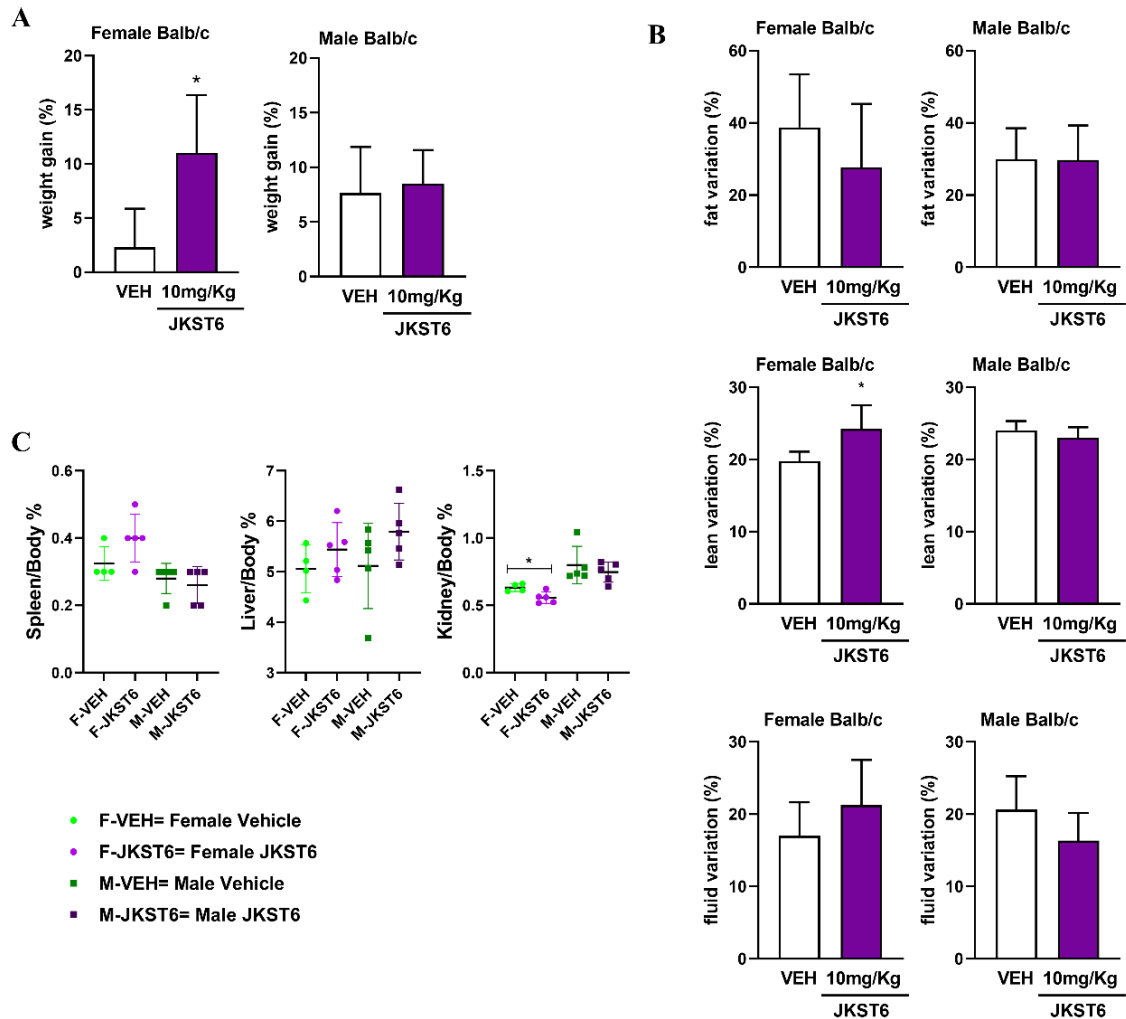 A
Female Balb/c
weight gain (%)
20
15
10
5
0
*
VEH
10mg/Kg
JKST6
Male Balb/c
weight gain (%)
20
15
10
5
0
VEH
10mg/Kg
JKST6
B
Female Balb/c
fat variation (%)
60
40
20
0
VEH
10mg/Kg
JKST6
Male Balb/c
fat variation (%)
60
40
20
0
VEH
10mg/Kg
JKST6
Female Balb/c
lean variation (%)
30
20
10
0
*
VEH
10mg/Kg
JKST6
Male Balb/c
lean variation (%)
30
20
10
0
VEH
10mg/Kg
JKST6
Female Balb/c
fluid variation (%)
30
20
10
0
VEH
10mg/Kg
JKST6
Male Balb/c
fluid variation (%)
30
20
10
0
VEH
10mg/Kg
JKST6
C
Spleen/Body %
0.6
0.4
0.2
0.0
F-VEH
F-JKST6
M-VEH
M-JKST6
Liver/Body %
7
6
5
4
3
F-VEH
F-JKST6
M-VEH
M-JKST6
Kidney/Body %
1.5
1.0
0.5
0.0
*
F-VEH
F-JKST6
M-VEH
M-JKST6
F-VEH= Female Vehicle
F-JKST6= Female JKST6
M-VEH= Male Vehicle
M-JKST6= Male JKST6